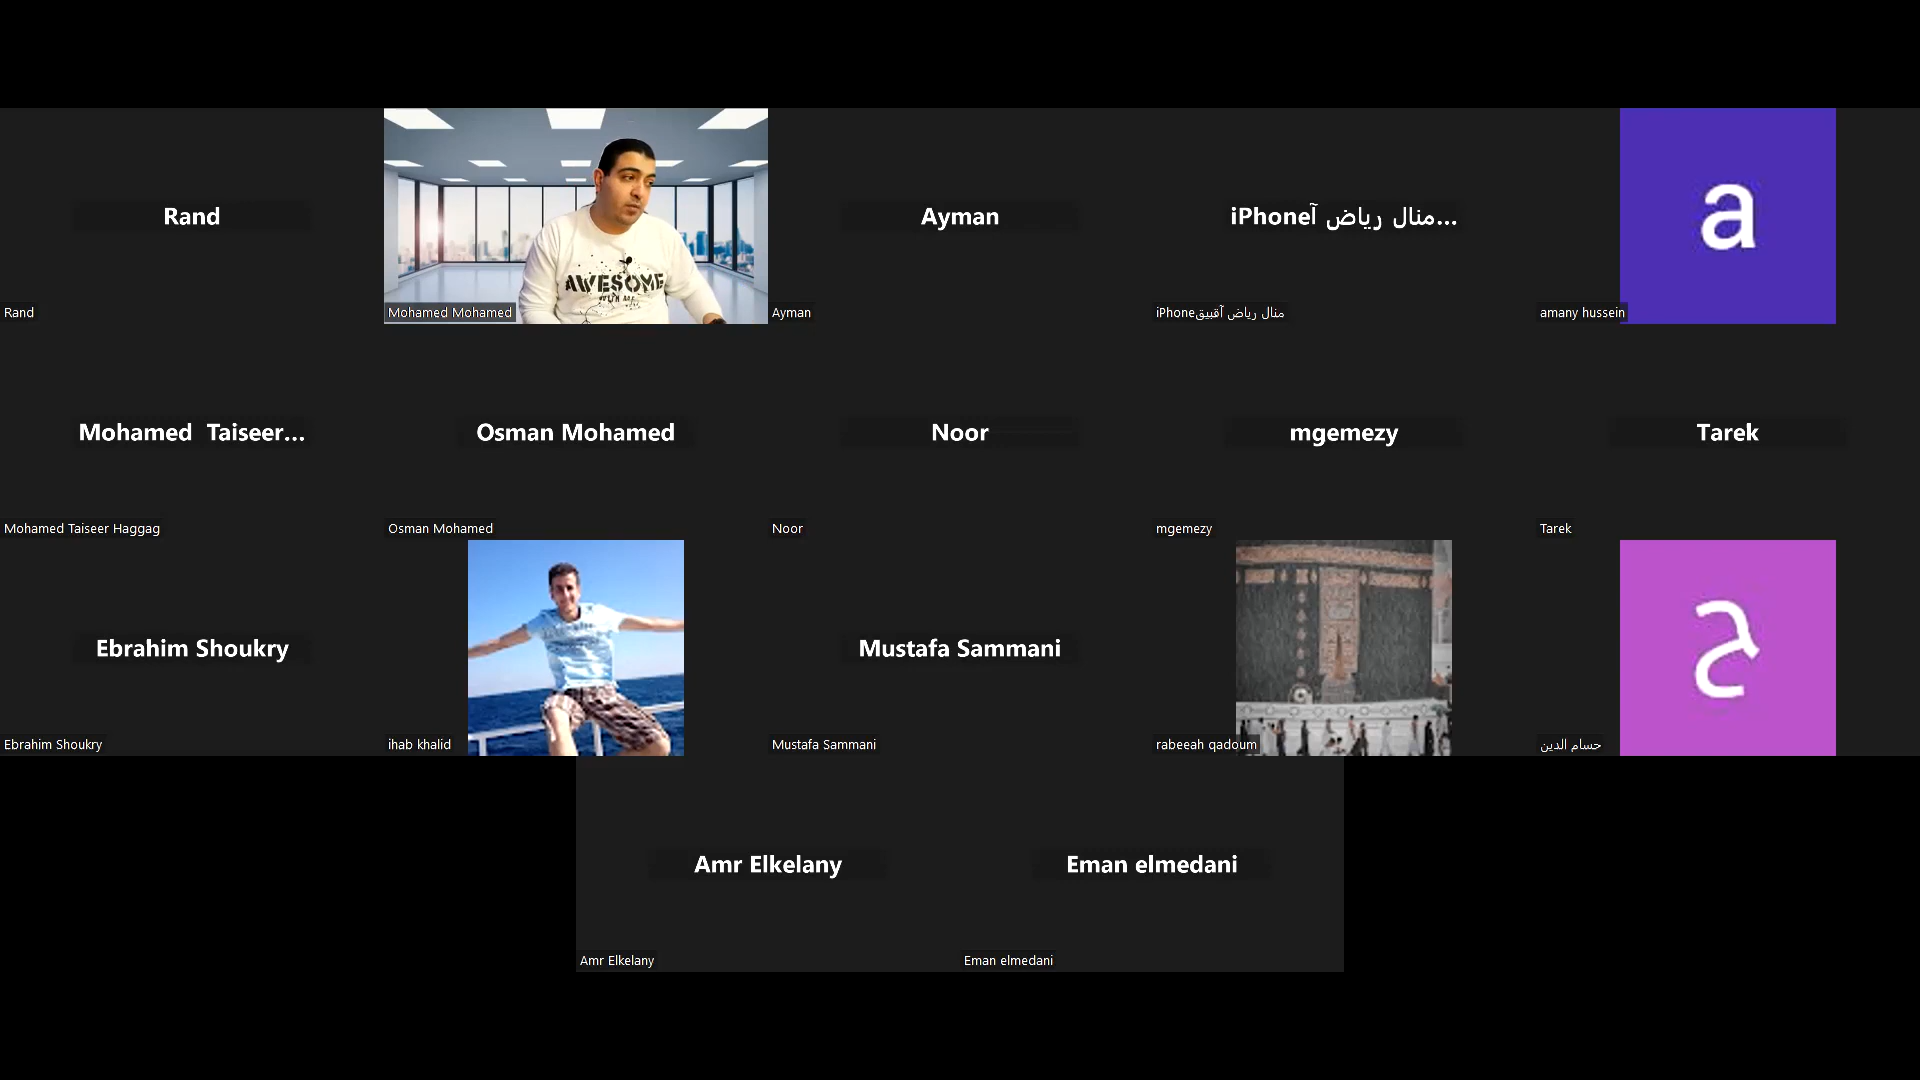 Rand
Rand
AWESOME
Mohamed Mohamed
Ayman
Ayman
iPhoneمنال رياض آ...
iPhoneمنال رياض آقبيق
a
amany hussein
Mohamed  Taiseer...
Mohamed Taiseer Haggag
Osman Mohamed
Osman Mohamed
Noor
Noor
mgemezy
mgemezy
Tarek
Tarek
Ebrahim Shoukry
Ebrahim Shoukry
ihab khalid
Mustafa Sammani
Mustafa Sammani
rabeeah qadoum
ح
حسام الدين
Amr Elkelany
Amr Elkelany
Eman elmedani
Eman elmedani